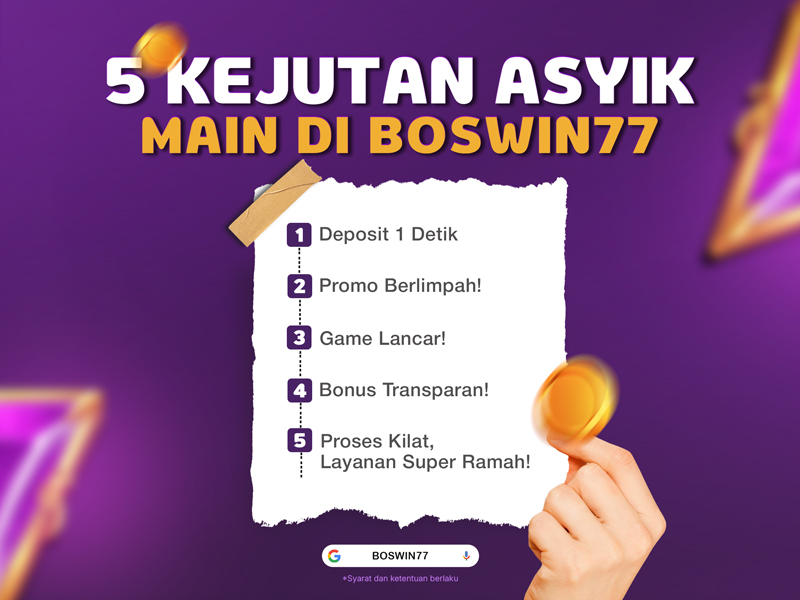 5 KEJUTAN ASYIK
MAIN DI BOSWIN77
1 Deposit 1 Detik
2 Promo Berlimpah!
3 Game Lancar!
4 Bonus Transparan!
5 Proses Kilat,
Layanan Super Ramah!
BOSWIN77
*Syarat dan ketentuan berlaku